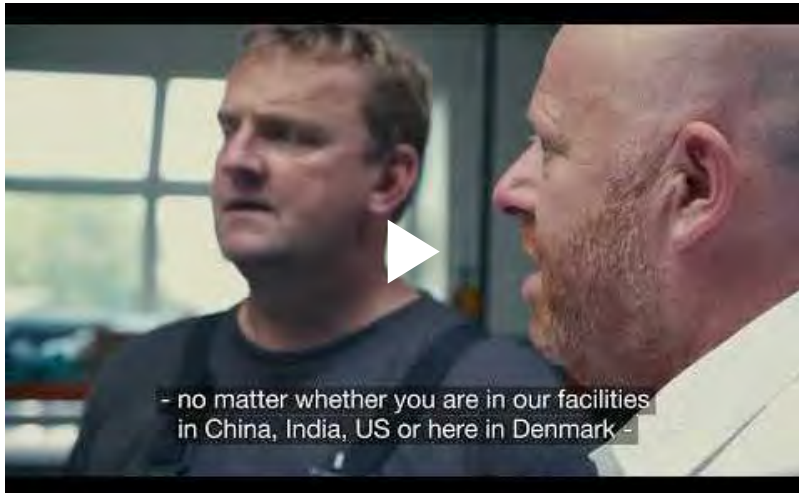 - no matter whether you are in our facilities
in China, India, US or here in Denmark -